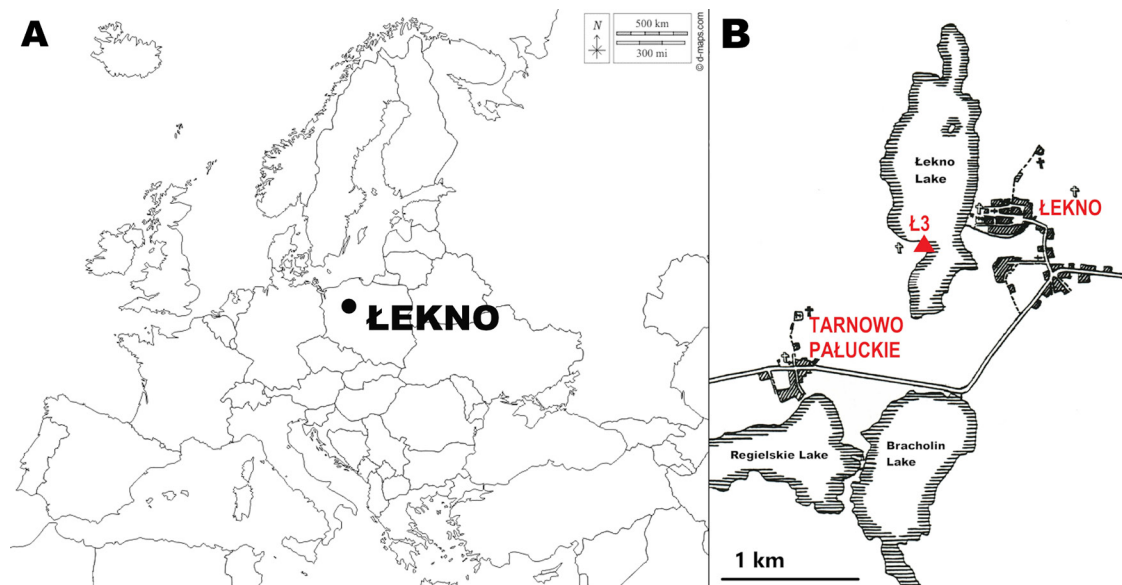 A
N
500 km
300 mi
© d-maps.com
ŁEKNO
B
Łekno
Lake
ŁEKNO
Ł3
TARNOWO
PAŁUCKIE
Regielskie Lake
Bracholin
Lake
1 km